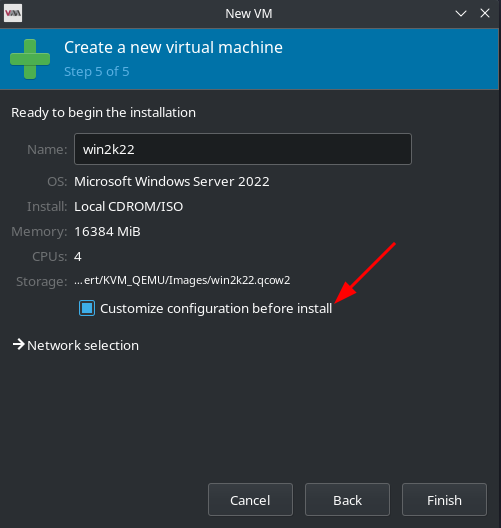 New VM
Create a new virtual machine
Step 5 of 5
Ready to begin the installation
Name: win2k22
OS: Microsoft Windows Server 2022
Install: Local CDROM/ISO
Memory: 16384 MiB
CPUs: 4
Storage: ...ert/KVM_QEMU/Images/win2k22.qcow2
Customize configuration before install
Network selection
Cancel Back Finish